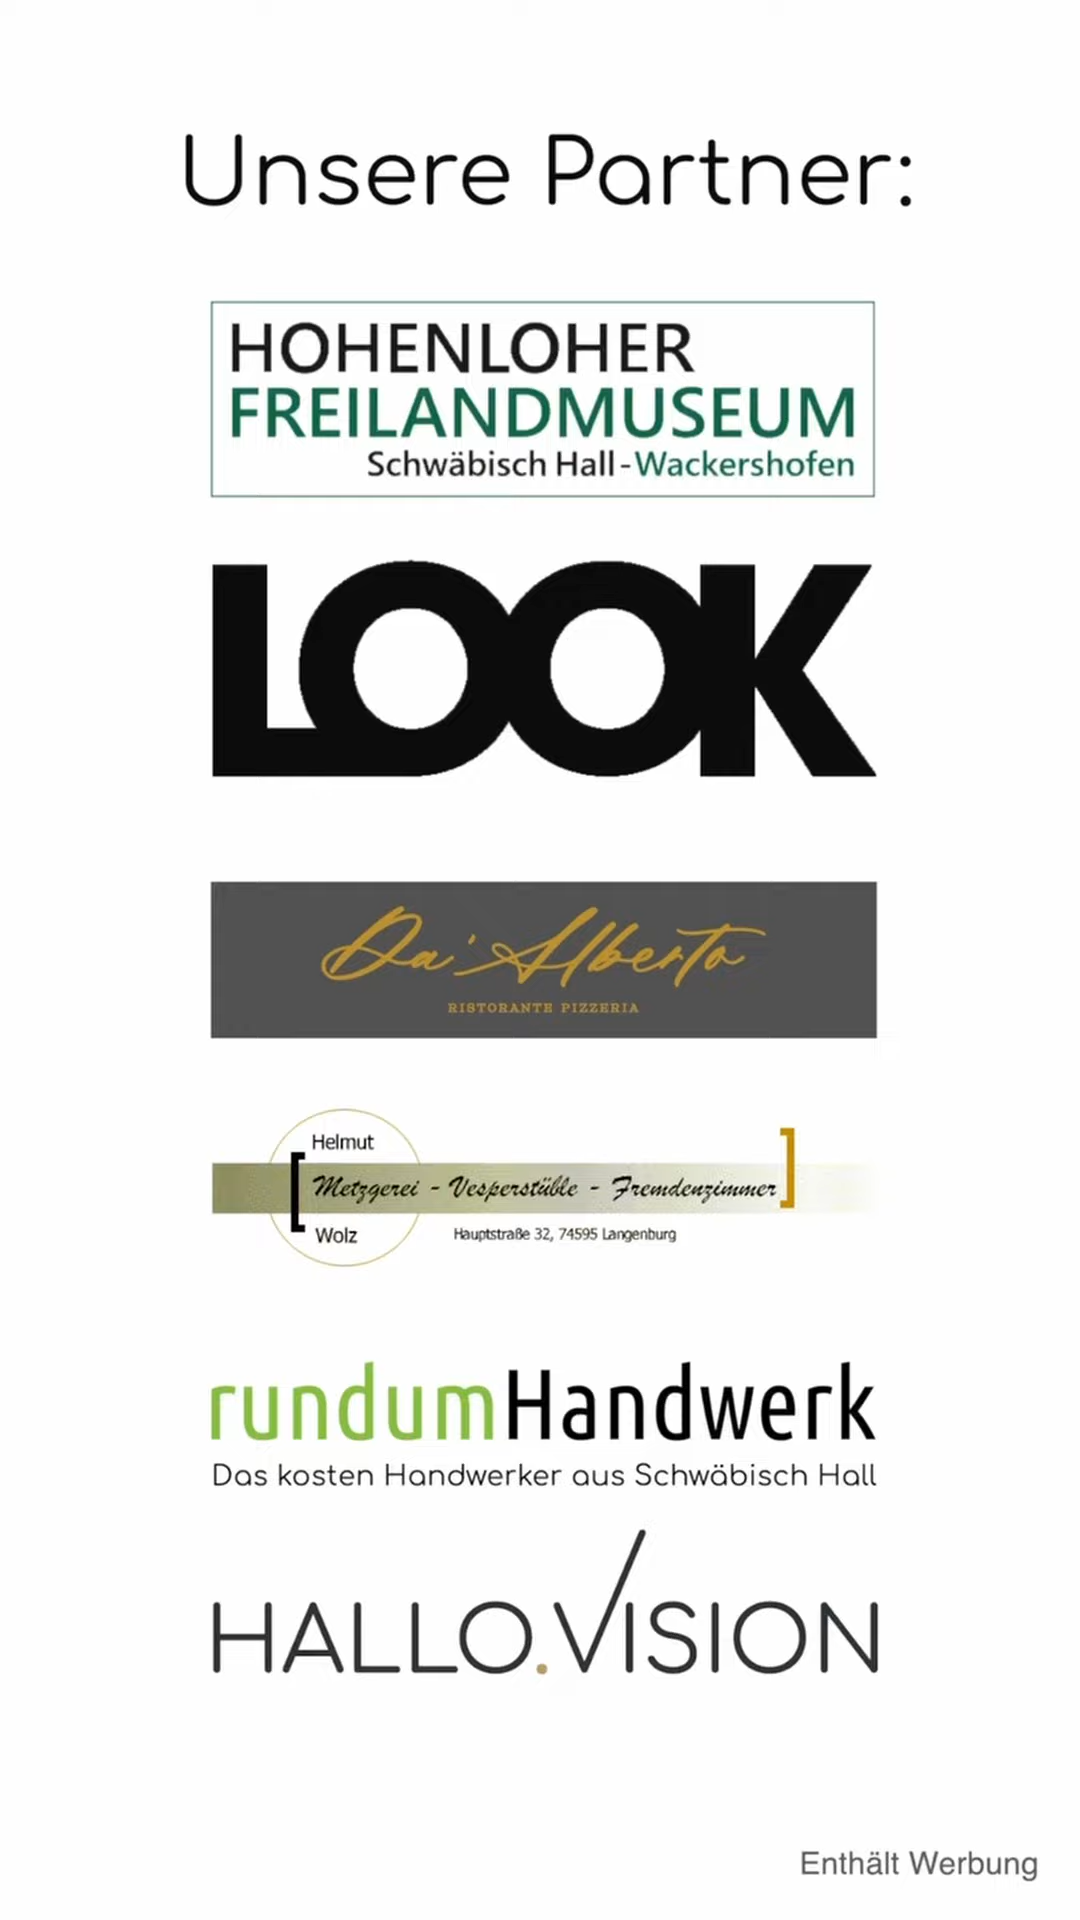 Unsere Partner:
HOHENLOHER
FREILANDMUSEUM
Schwäbisch Hall-Wackershofen
LOOK
Da' Alberto
RISTORANTE PIZZERIA
Helmut
Metzgerei - Vesperstüble - Fremdenzimmer
Wolz
Hauptstraße 32, 74595 Langenburg
rundumHandwerk
Das kosten Handwerker aus Schwäbisch Hall
HALLO.VISION
Enthält Werbung